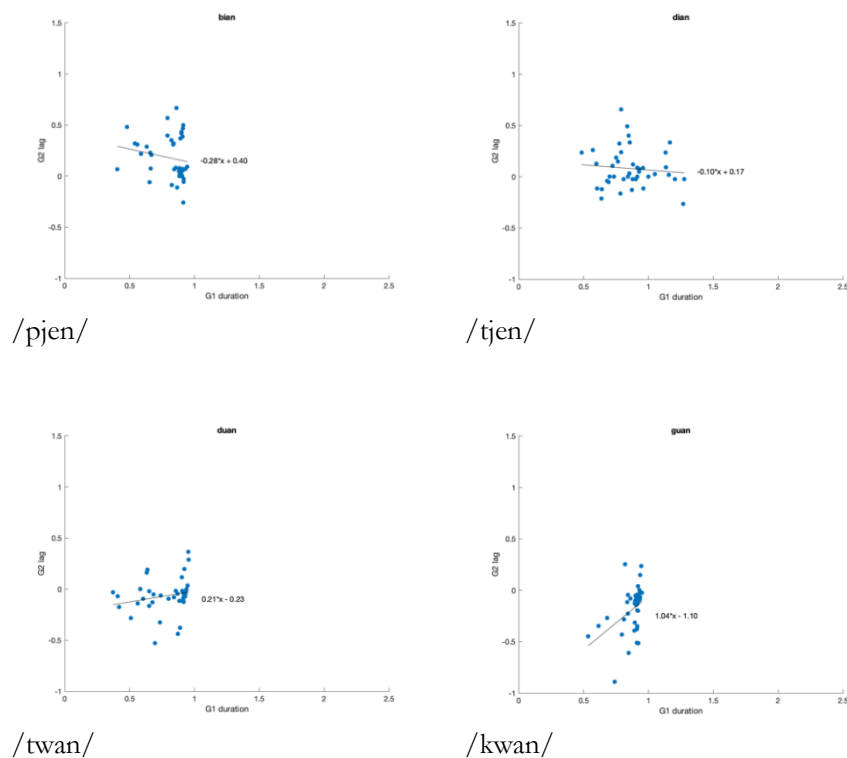 bian
dian
1.5
1
0.5
0
-0.5
-1
G2 lag
-0.28*x + 0.40
0
0.5
1
1.5
2
2.5
G1 duration
1.5
1
0.5
0
-0.5
-1
G2 lag
-0.10*x + 0.17
0
0.5
1
1.5
2
2.5
G1 duration
/pjen/
/tjen/
duan
guan
1.5
1
0.5
0
-0.5
-1
G2 lag
0.21*x - 0.23
0
0.5
1
1.5
2
2.5
G1 duration
1.5
1
0.5
0
-0.5
-1
G2 lag
1.04*x - 1.10
0
0.5
1
1.5
2
2.5
G1 duration
/twan/
/kwan/